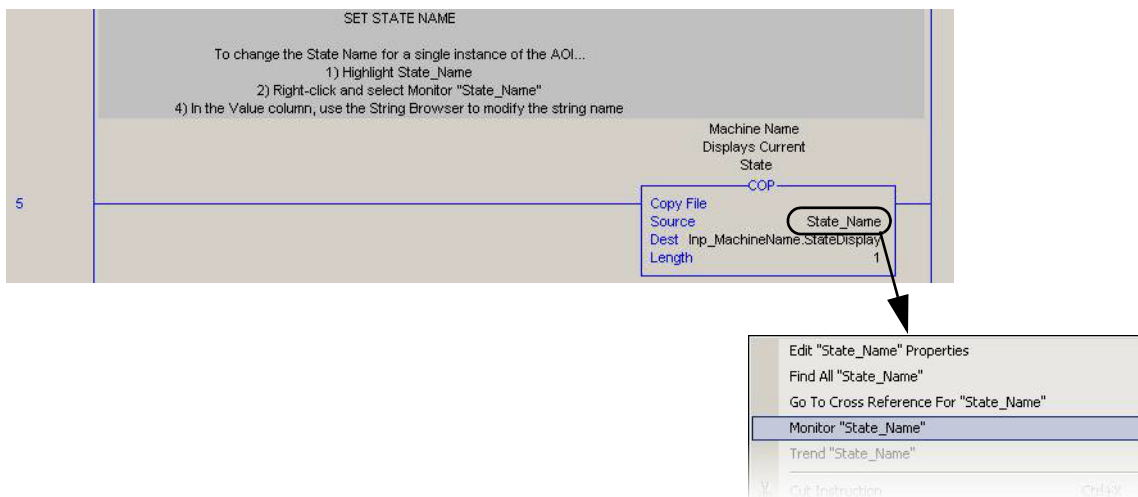 SET STATE NAME
To change the State Name for a single instance of the AOI...
1) Highlight State_Name
2) Right-click and select Monitor "State_Name"
4) In the Value column, use the String Browser to modify the string name
Machine Name
Displays Current
State
5
COP
Copy File
Source State_Name
Dest Inp_MachineName.StateDisplay
Length 1
Edit "State_Name" Properties
Find All "State_Name"
Go To Cross Reference For "State_Name"
Monitor "State_Name"
Trend "State_Name"
Cut Instruction Ctrl+X